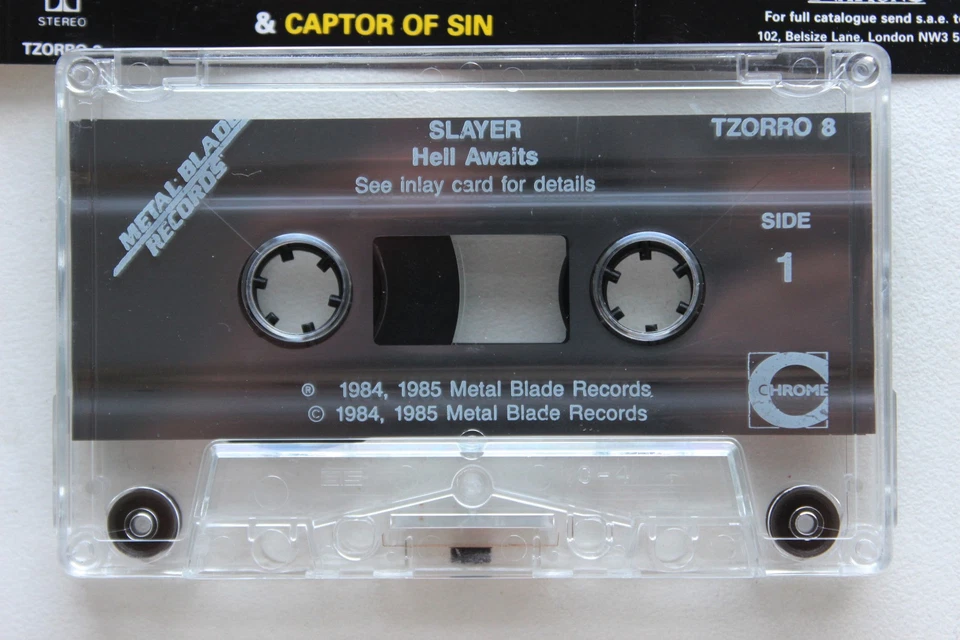 STEREO
& CAPTOR OF SIN
For full catalogue send s.a.e. t
102, Belsize Lane, London NW3 5
TZORRO 8
METAL BLADE
RECORDS
SLAYER
Hell Awaits
See inlay card for details
TZORRO 8
SIDE
1
℗ 1984, 1985 Metal Blade Records
© 1984, 1985 Metal Blade Records
CHROME